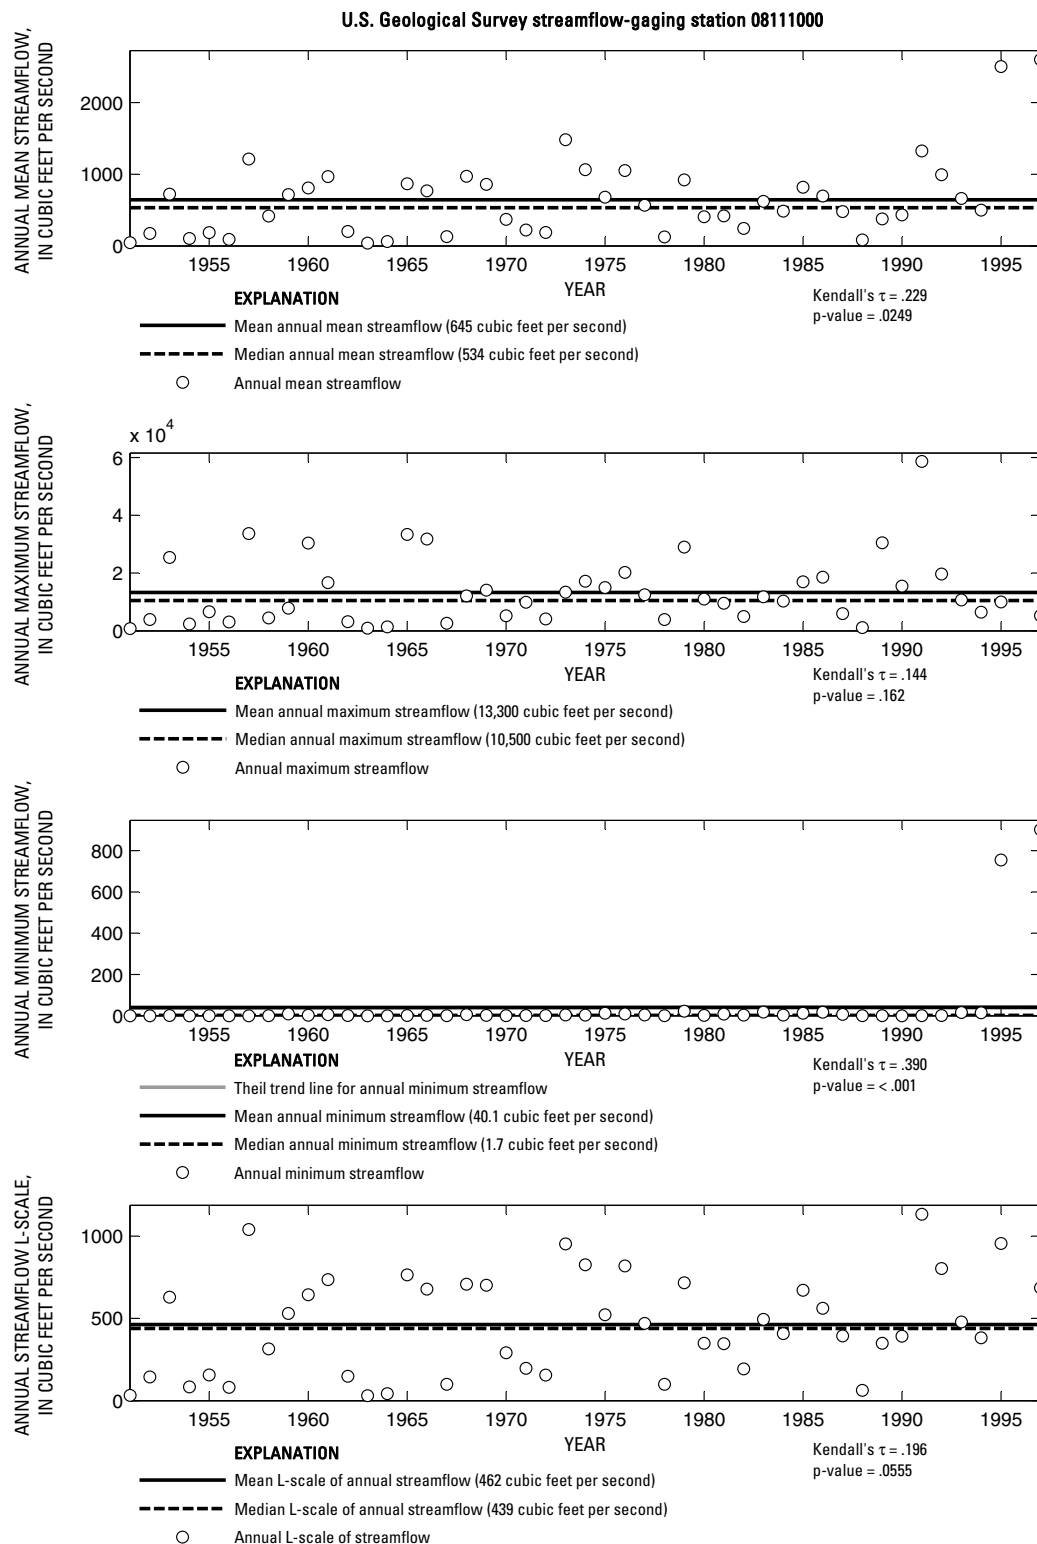 U.S. Geological Survey streamflow-gaging station 08111000
ANNUAL MEAN STREAMFLOW,
IN CUBIC FEET PER SECOND
2000
1000
0
1955 1960 1965 1970 1975 1980 1985 1990 1995
YEAR
Kendall's τ = .229
p-value = .0249
EXPLANATION
Mean annual mean streamflow (645 cubic feet per second)
Median annual mean streamflow (534 cubic feet per second)
Annual mean streamflow
ANNUAL MAXIMUM STREAMFLOW,
IN CUBIC FEET PER SECOND
x 10^4
6
4
2
0
1955 1960 1965 1970 1975 1980 1985 1990 1995
YEAR
Kendall's τ = .144
p-value = .162
EXPLANATION
Mean annual maximum streamflow (13,300 cubic feet per second)
Median annual maximum streamflow (10,500 cubic feet per second)
Annual maximum streamflow
ANNUAL MINIMUM STREAMFLOW,
IN CUBIC FEET PER SECOND
800
600
400
200
0
1955 1960 1965 1970 1975 1980 1985 1990 1995
YEAR
Kendall's τ = .390
p-value = < .001
EXPLANATION
Theil trend line for annual minimum streamflow
Mean annual minimum streamflow (40.1 cubic feet per second)
Median annual minimum streamflow (1.7 cubic feet per second)
Annual minimum streamflow
ANNUAL STREAMFLOW L-SCALE,
IN CUBIC FEET PER SECOND
1000
500
0
1955 1960 1965 1970 1975 1980 1985 1990 1995
YEAR
Kendall's τ = .196
p-value = .0555
EXPLANATION
Mean L-scale of annual streamflow (462 cubic feet per second)
Median L-scale of annual streamflow (439 cubic feet per second)
Annual L-scale of streamflow